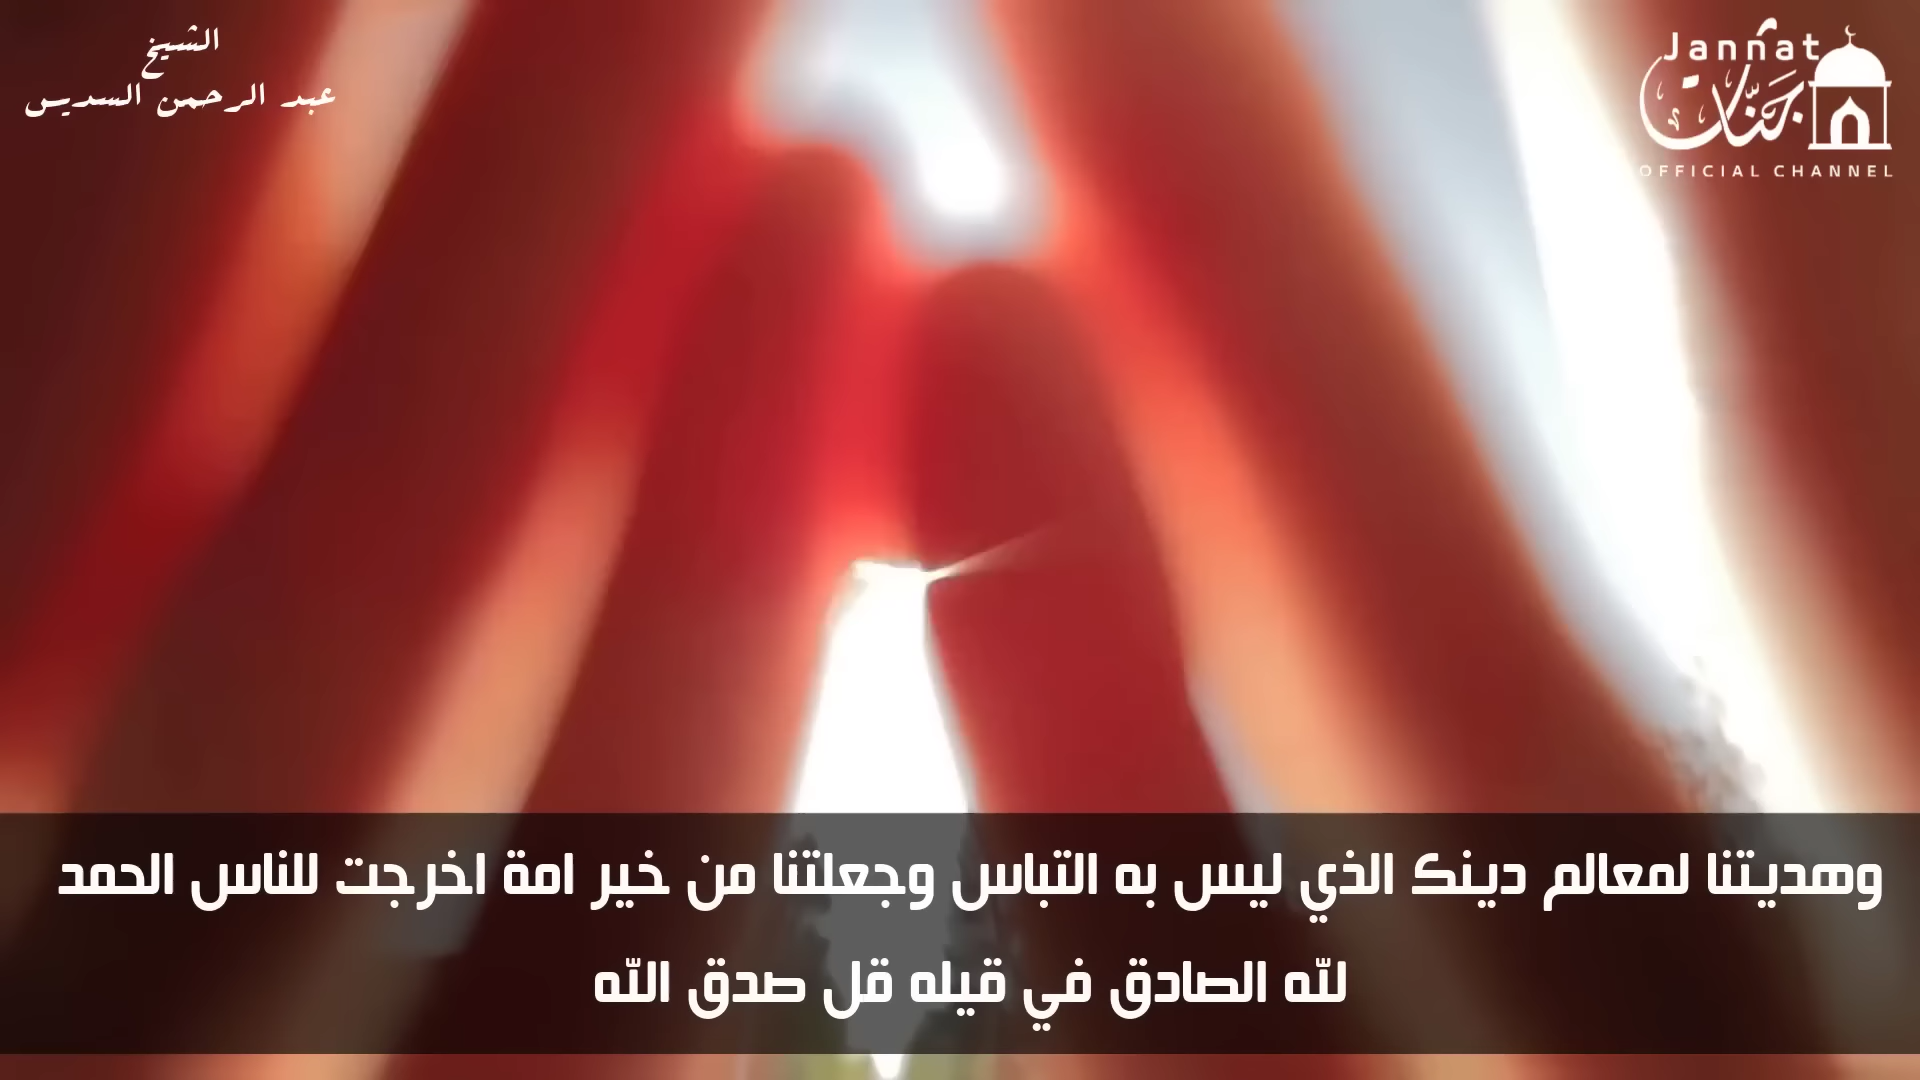 الشيخ
عبد الرحمن السديس
Jannat
جَنَّات
OFFICIAL CHANNEL
وهديتنا لمعالم دينك الذي ليس به التباس وجعلتنا من خير امة اخرجت للناس الحمد
لله الصادق في قيله قل صدق الله